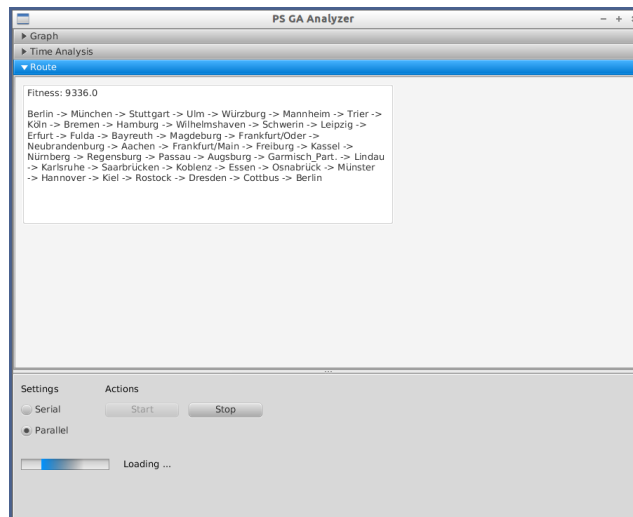 PS GA Analyzer
Graph
Time Analysis
Route
Fitness: 9336.0
Berlin -> München -> Stuttgart -> Ulm -> Würzburg -> Mannheim -> Trier ->
Köln -> Bremen -> Hamburg -> Wilhelmshaven -> Schwerin -> Leipzig ->
Erfurt -> Fulda -> Bayreuth -> Magdeburg -> Frankfurt/Oder ->
Neubrandenburg -> Aachen -> Frankfurt/Main -> Freiburg -> Kassel ->
Nürnberg -> Regensburg -> Passau -> Augsburg -> Garmisch_Part. -> Lindau
-> Karlsruhe -> Saarbrücken -> Koblenz -> Essen -> Osnabrück -> Münster
-> Hannover -> Kiel -> Rostock -> Dresden -> Cottbus -> Berlin
Settings Actions
Serial Start Stop
Parallel
Loading ...